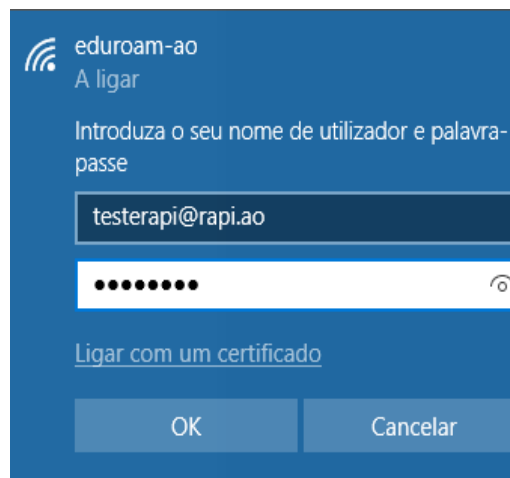 eduroam-ao
A ligar
Introduza o seu nome de utilizador e palavra-
passe
testerapi@rapi.ao
••••••••
Ligar com um certificado
OK
Cancelar